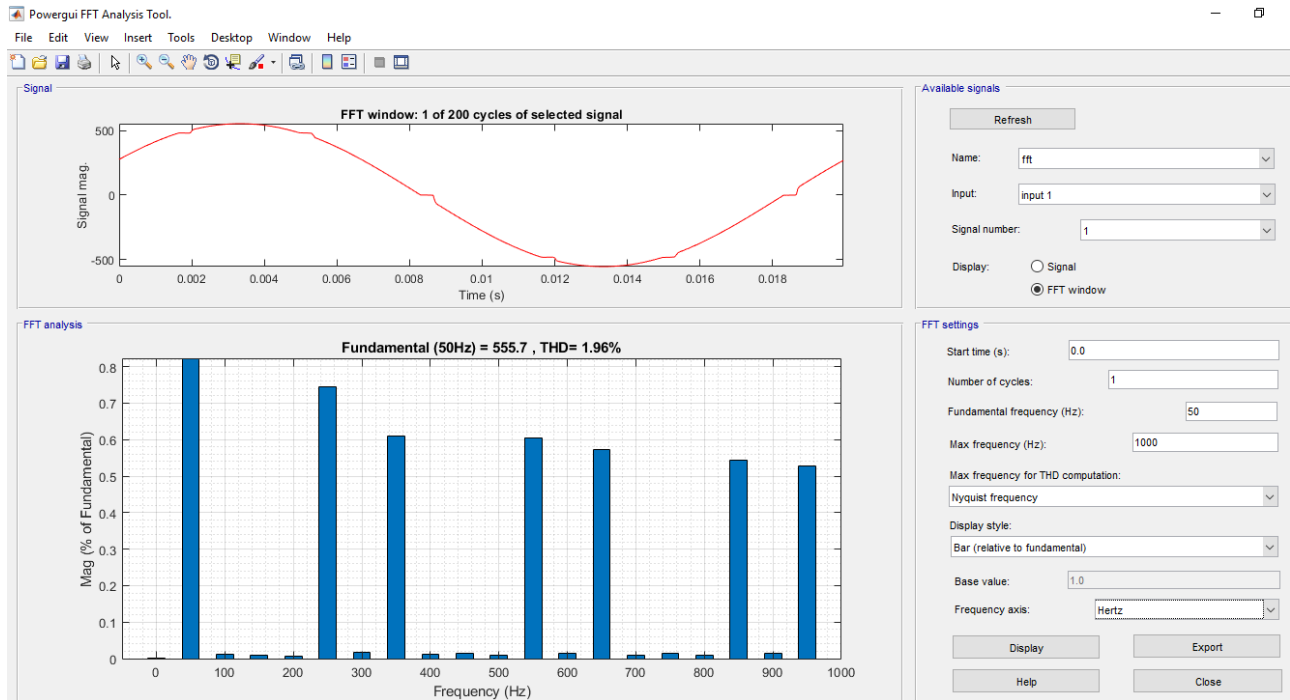 Powergui FFT Analysis Tool.
File Edit View Insert Tools Desktop Window Help
Signal
FFT window: 1 of 200 cycles of selected signal
500
0
-500
Signal mag.
0 0.002 0.004 0.006 0.008 0.01 0.012 0.014 0.016 0.018
Time (s)
FFT analysis
Fundamental (50Hz) = 555.7 , THD= 1.96%
0.8
0.7
0.6
0.5
0.4
0.3
0.2
0.1
0
Mag (% of Fundamental)
0 100 200 300 400 500 600 700 800 900 1000
Frequency (Hz)
Available signals
Refresh
Name: fft
Input: input 1
Signal number: 1
Display: Signal
FFT window
FFT settings
Start time (s): 0.0
Number of cycles: 1
Fundamental frequency (Hz): 50
Max frequency (Hz): 1000
Max frequency for THD computation:
Nyquist frequency
Display style:
Bar (relative to fundamental)
Base value: 1.0
Frequency axis: Hertz
Display Export
Help Close